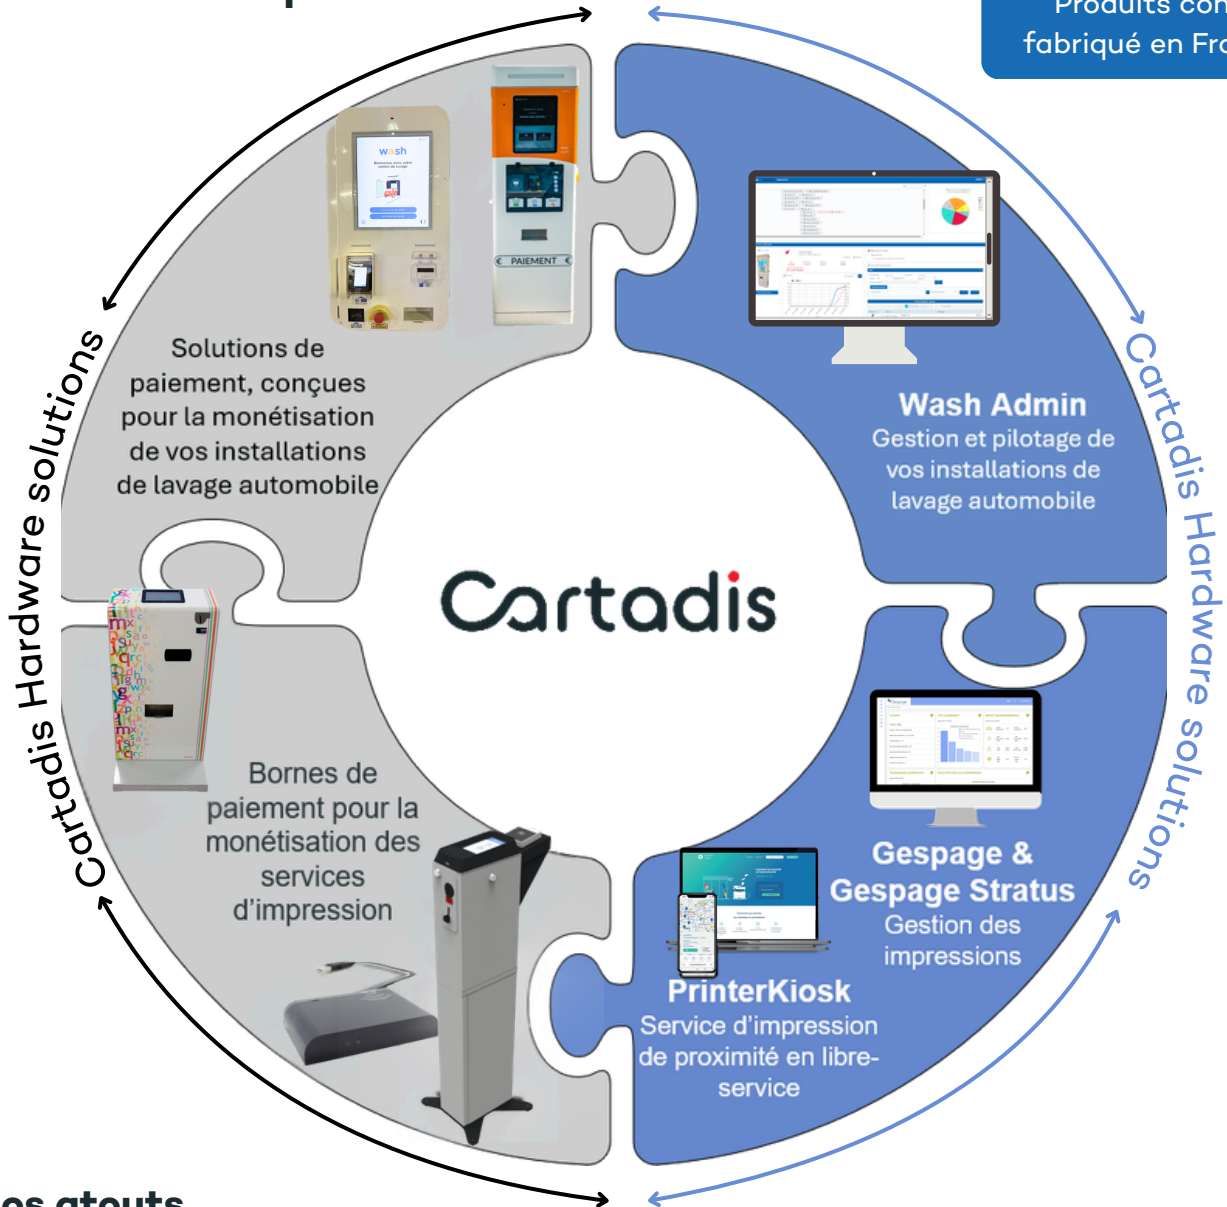 Produits con
fabriqué en Fra
wash
€ PAIEMENT €
Solutions de
paiement, conçues
pour la monétisation
de vos installations
de lavage automobile
Wash Admin
Gestion et pilotage de
vos installations de
lavage automobile
Cartadis Hardware solutions
Cartadis Hardware solutions
Cartadis
Bornes de
paiement pour la
monétisation des
services
d'impression
Gespage &
Gespage Stratus
Gestion des
impressions
PrinterKiosk
Service d'impression
de proximité en libre-
service
os atouts